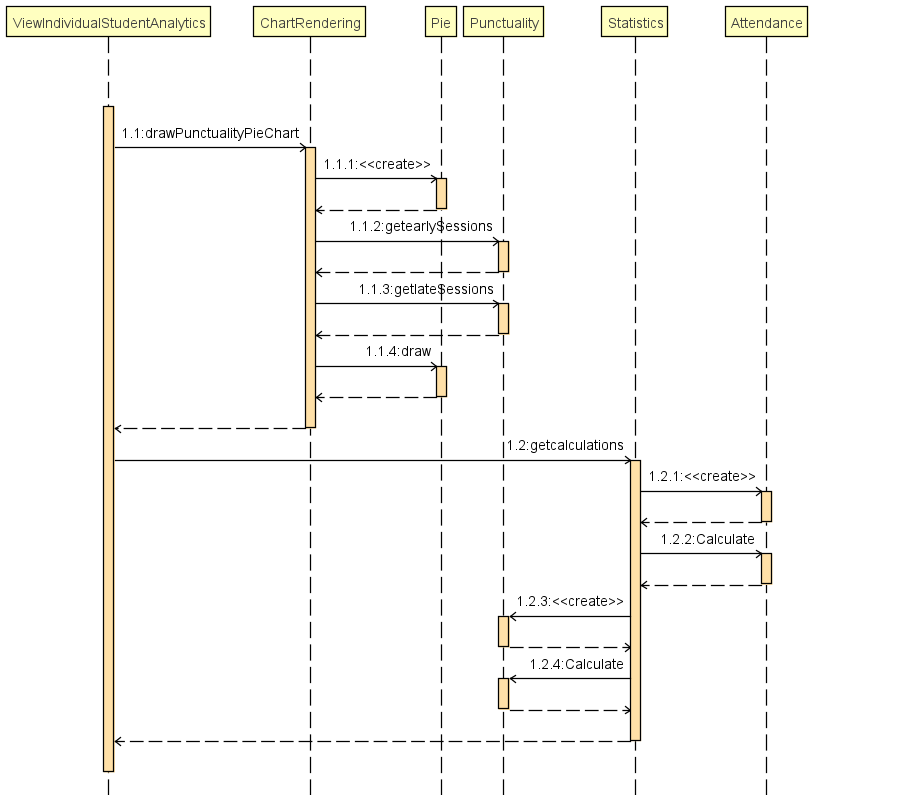 ViewIndividualStudentAnalytics
ChartRendering
Pie
Punctuality
Statistics
Attendance
1.1:drawPunctualityPieChart
1.1.1:<<create>>
1.1.2:getearlySessions
1.1.3:getlateSessions
1.1.4:draw
1.2:getcalculations
1.2.1:<<create>>
1.2.2:Calculate
1.2.3:<<create>>
1.2.4:Calculate